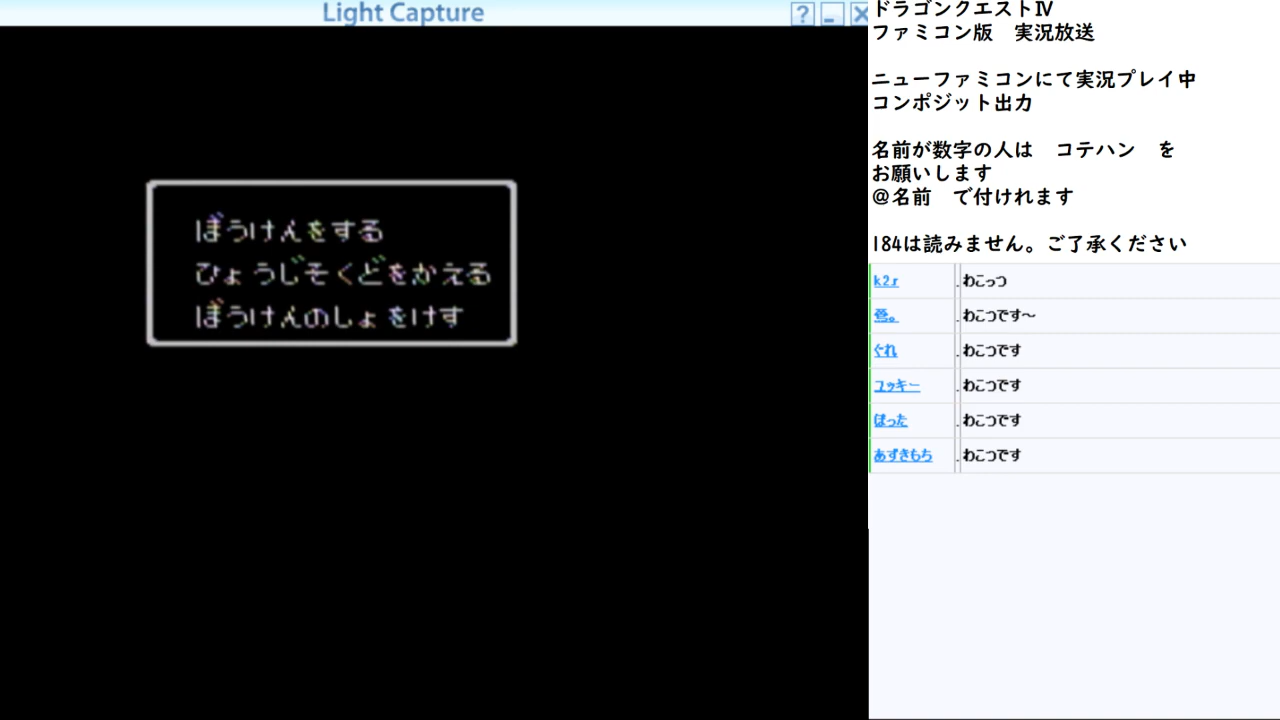 Light Capture
ぼうけんをする
ひょうじそくどをかえる
ぼうけんのしょをけす
ドラゴンクエストⅣ
ファミコン版　実況放送
ニューファミコンにて実況プレイ中
コンポジット出力
名前が数字の人は　コテハン　を
お願いします
＠名前　で付けれます
184は読みません。ご了承ください
k2r わこっつ
わこつです～
ぐれ わこつです
ユッキー わこつです
ぱった わこつです
あずきもち わこつです